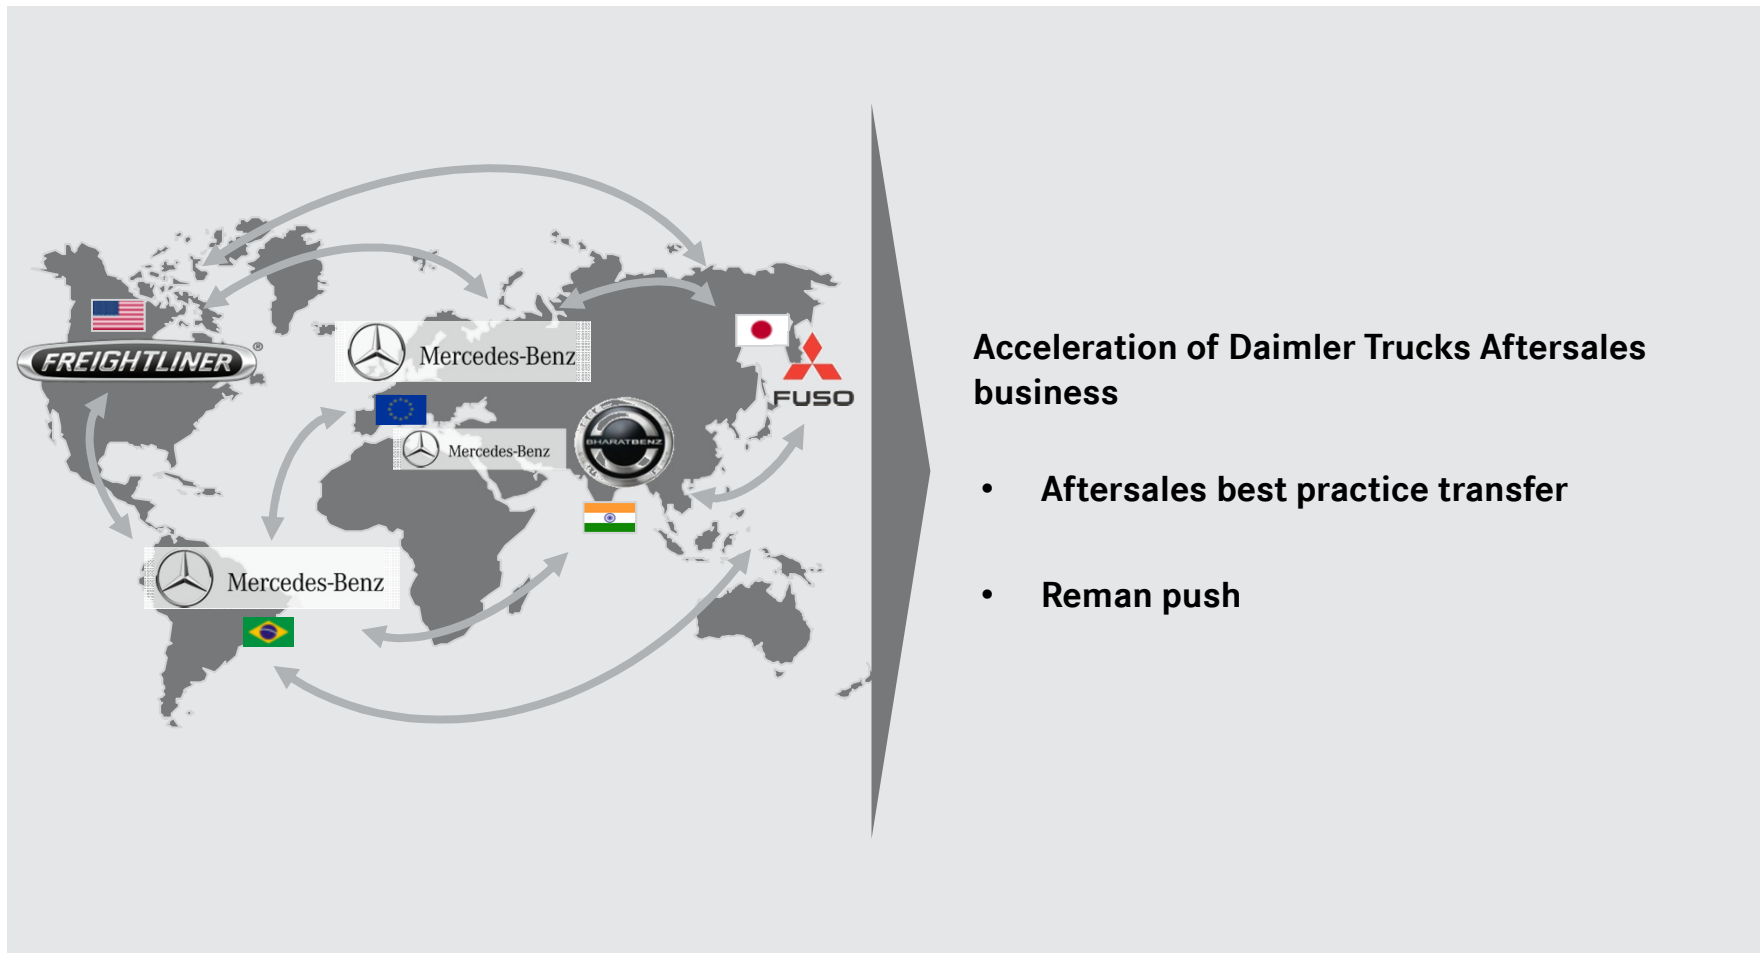 FREIGHTLINER®
Mercedes-Benz
FUSO
BHARATBENZ
Mercedes-Benz
Mercedes-Benz
Acceleration of Daimler Trucks Aftersales
business
• Aftersales best practice transfer
• Reman push